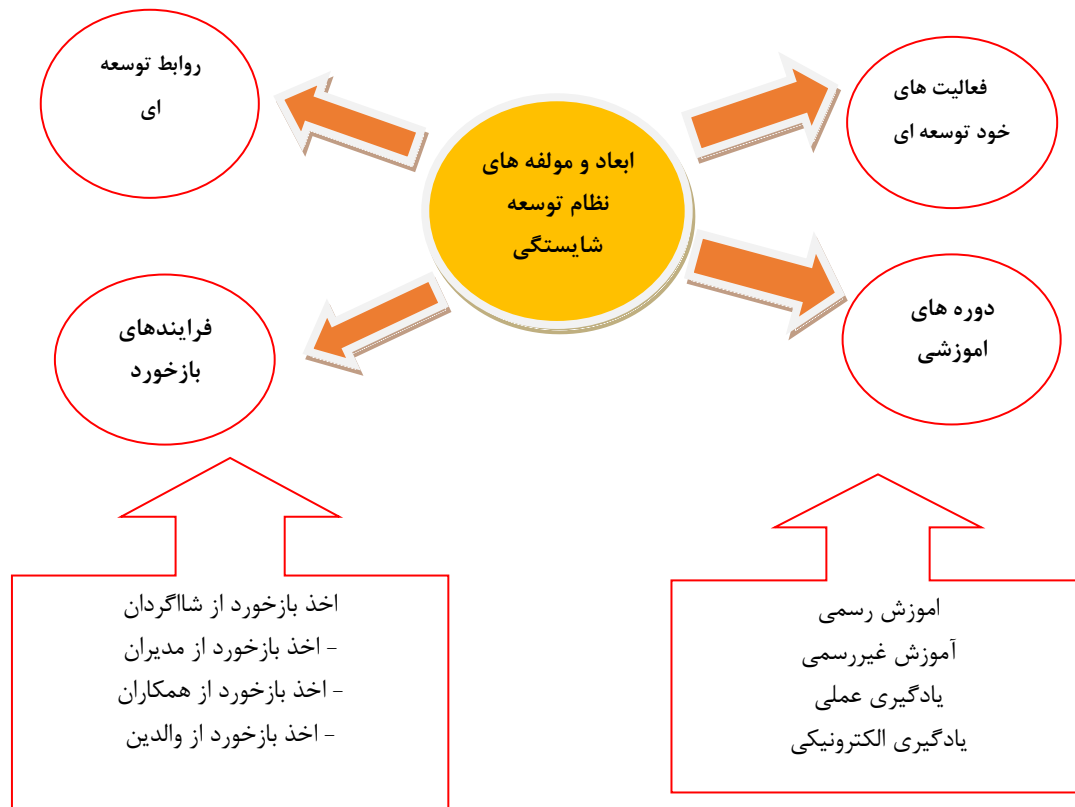 روابط توسعه
ای
فعالیت های
خود توسعه ای
ابعاد و مولفه های
نظام توسعه
شایستگی
فرایندهای
بازخورد
دوره های
اموزشی
اخذ بازخورد از شااگردان
- اخذ بازخورد از مدیران
- اخذ بازخورد از همکاران
- اخذ بازخورد از والدین
اموزش رسمی
آموزش غیررسمی
یادگیری عملی
یادگیری الکترونیکی